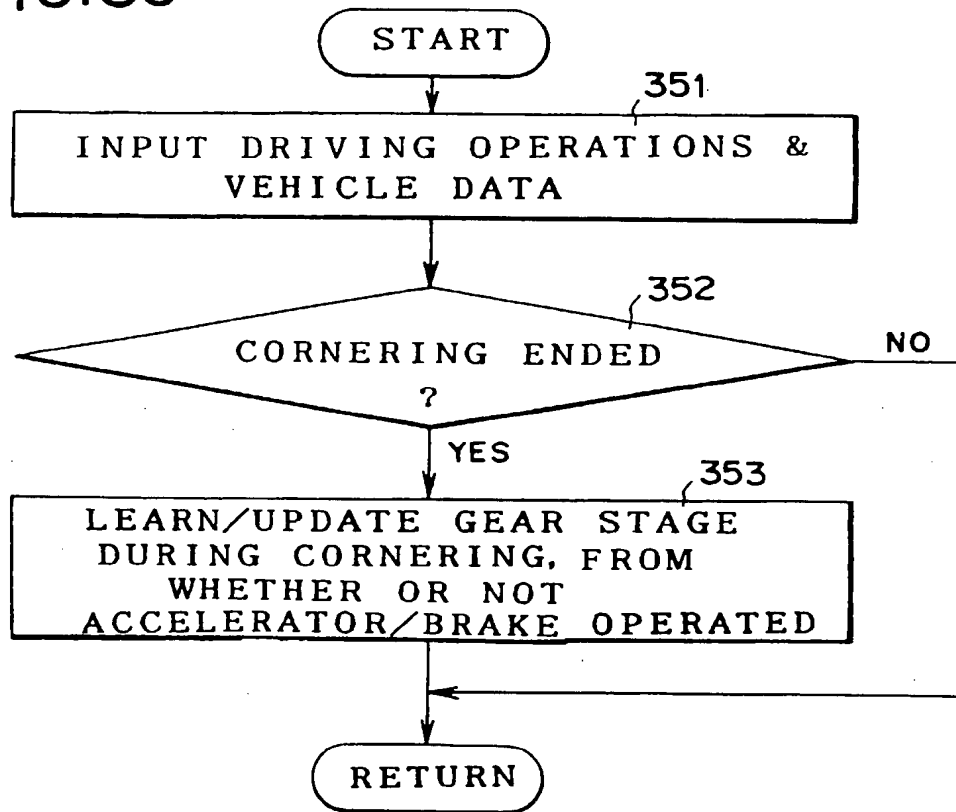 START
351
INPUT DRIVING OPERATIONS &
VEHICLE DATA
352
CORNERING ENDED
?
NO
YES
353
LEARN/UPDATE GEAR STAGE
DURING CORNERING, FROM
WHETHER OR NOT
ACCELERATOR/BRAKE OPERATED
RETURN